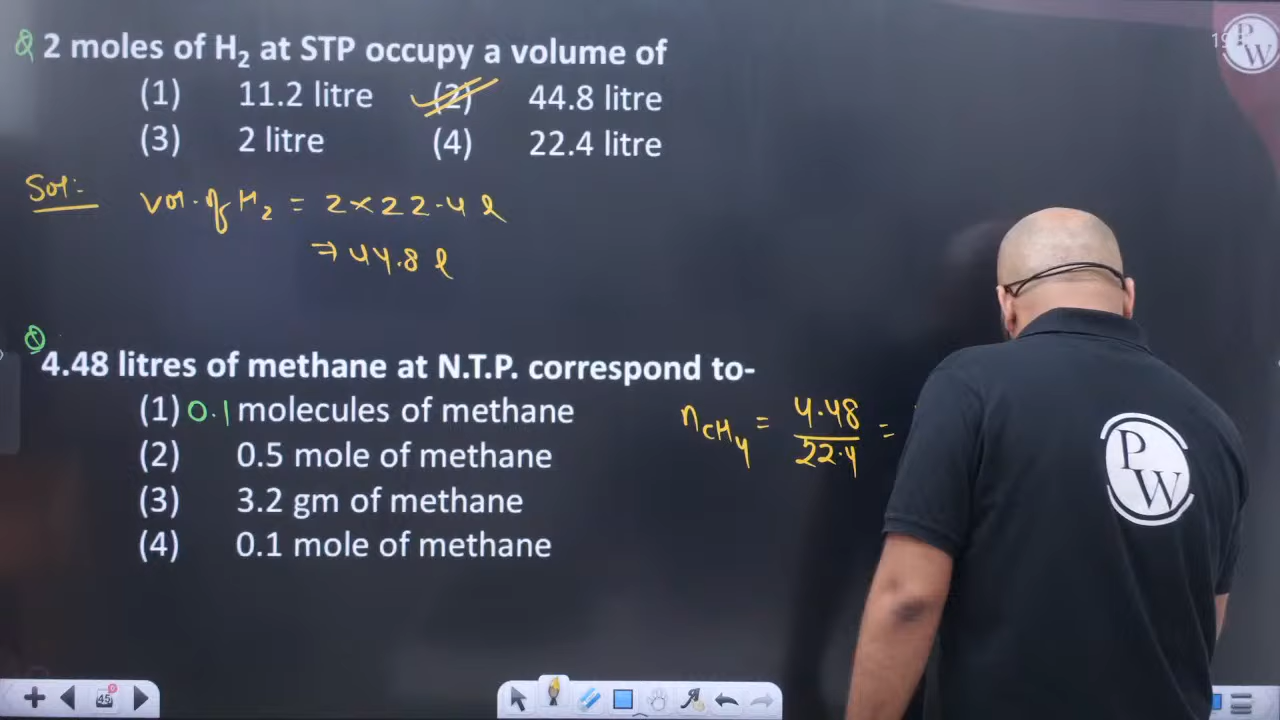 Q 2 moles of H₂ at STP occupy a volume of
(1) 11.2 litre (2) 44.8 litre
(3) 2 litre (4) 22.4 litre
Sol:
Vol. of H₂ = 2×22.4 l
⇒ 44.8 l
Q
4.48 litres of methane at N.T.P. correspond to-
(1) 0.1 molecules of methane
(2) 0.5 mole of methane
(3) 3.2 gm of methane
(4) 0.1 mole of methane
nCH₄ = 4.48/22.4 =
PW
PW
45